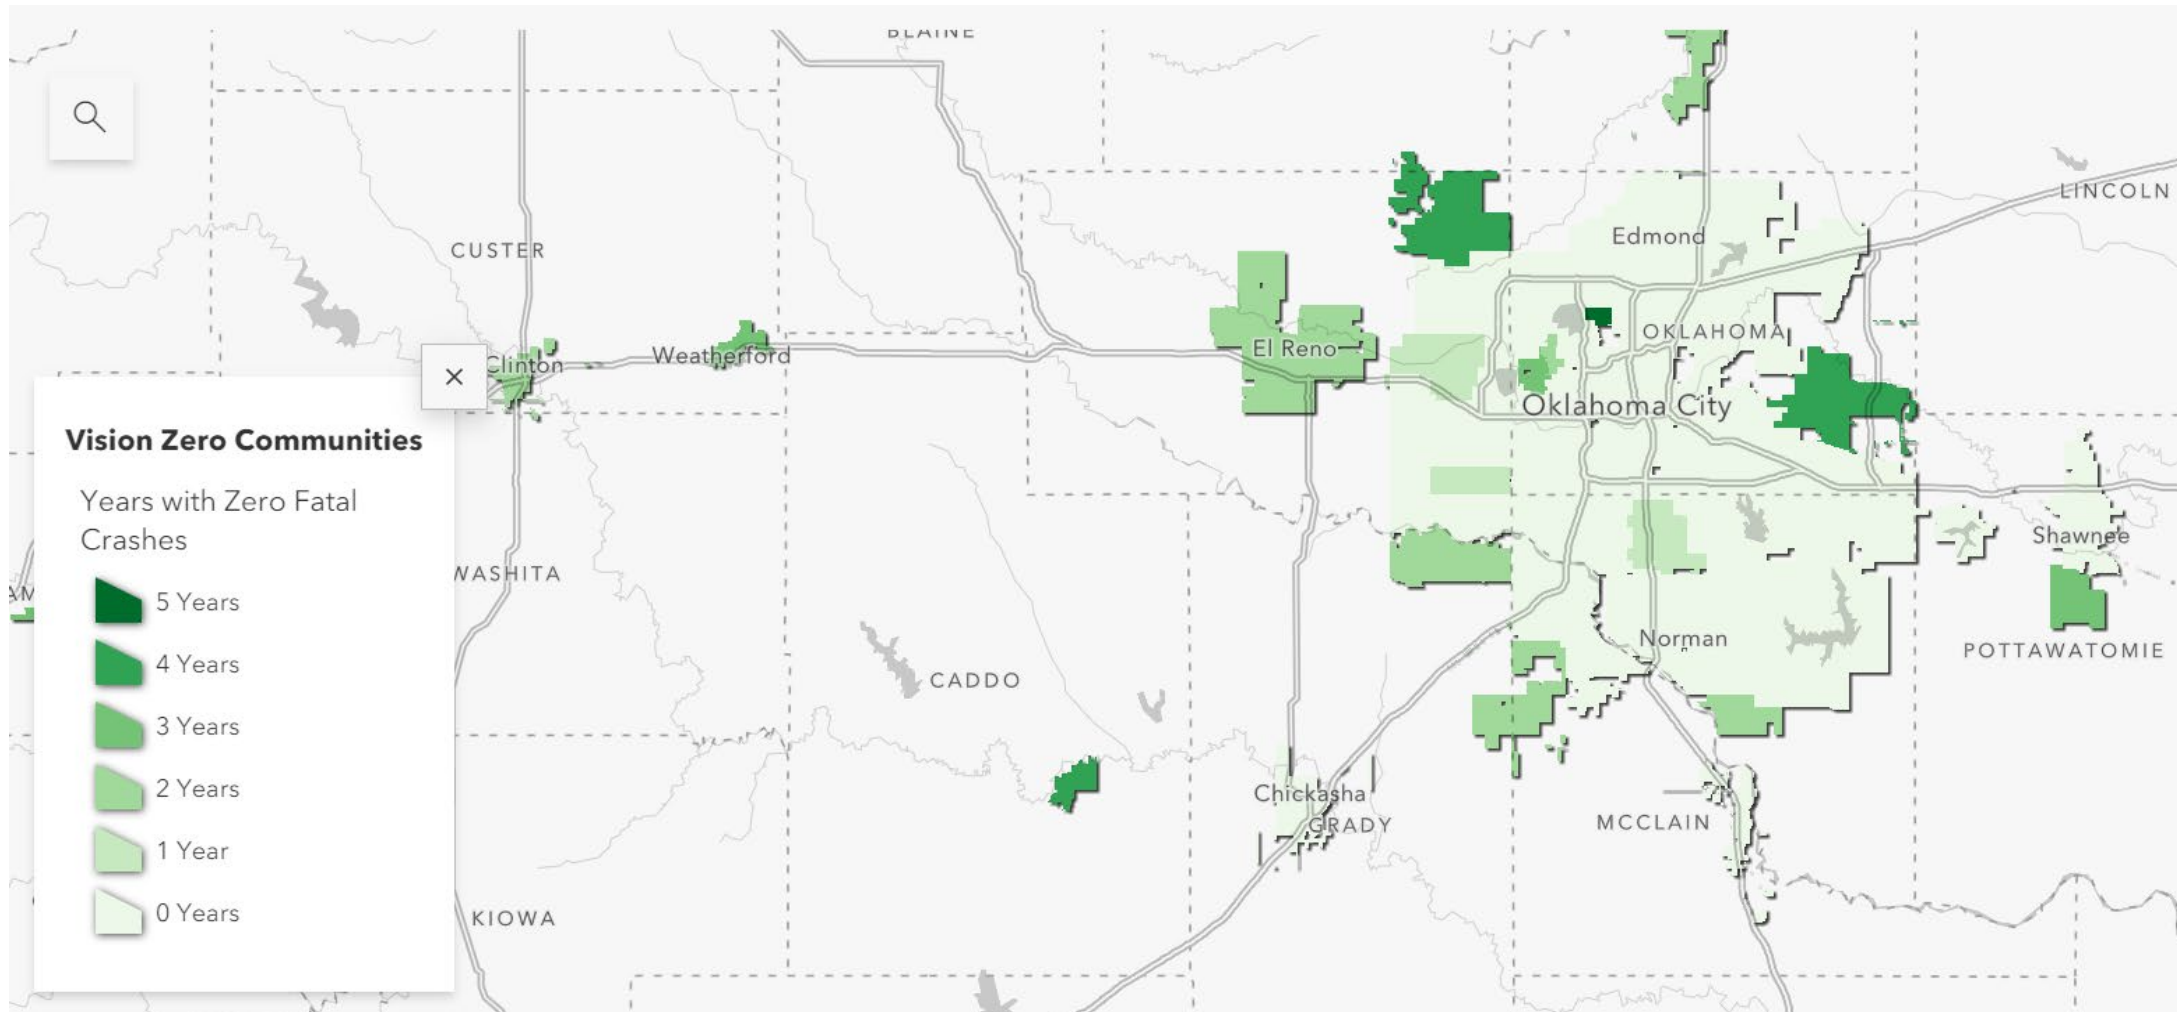 BLAINE
LINCOLN
Edmond
CUSTER
OKLAHOMA
El Reno
Weatherford
Clinton
Oklahoma City
Vision Zero Communities
Years with Zero Fatal
Crashes
5 Years
4 Years
3 Years
2 Years
1 Year
0 Years
Shawnee
WASHITA
Norman
POTTAWATOMIE
CADDO
Chickasha
GRADY
MCCLAIN
KIOWA